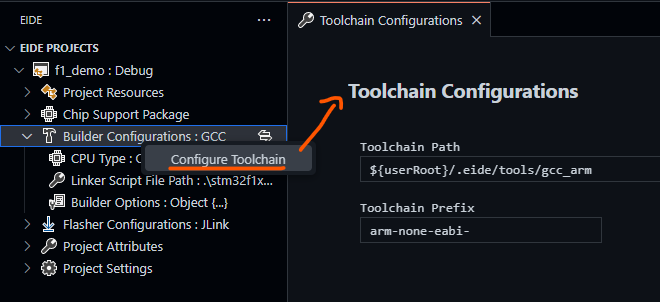 EIDE
EIDE PROJECTS
f1_demo : Debug
Project Resources
Chip Support Package
Builder Configurations : GCC
CPU Type : C
Configure Toolchain
Linker Script File Path : .\stm32f1x...
Builder Options : Object {...}
Flasher Configurations : JLink
Project Attributes
Project Settings
Toolchain Configurations
Toolchain Configurations
Toolchain Path
${userRoot}/.eide/tools/gcc_arm
Toolchain Prefix
arm-none-eabi-